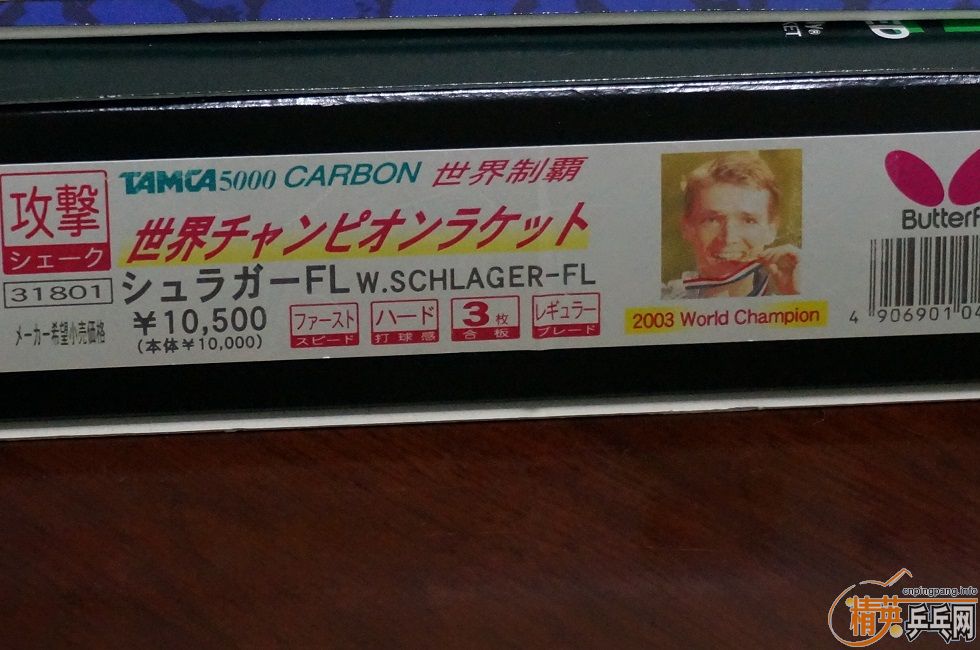 ED
攻撃
シェーク
31801
メーカー希望小売価格
TAMCA5000 CARBON 世界制覇
世界チャンピオンラケット
シュラガーFL W.SCHLAGER-FL
¥10,500
(本体¥10,000)
ファースト
スピード
ハード
打球感
3枚
合板
レギュラー
ブレード
2003 World Champion
Butterf
4 906901 04
cnpingpang.info
精英乒乓网